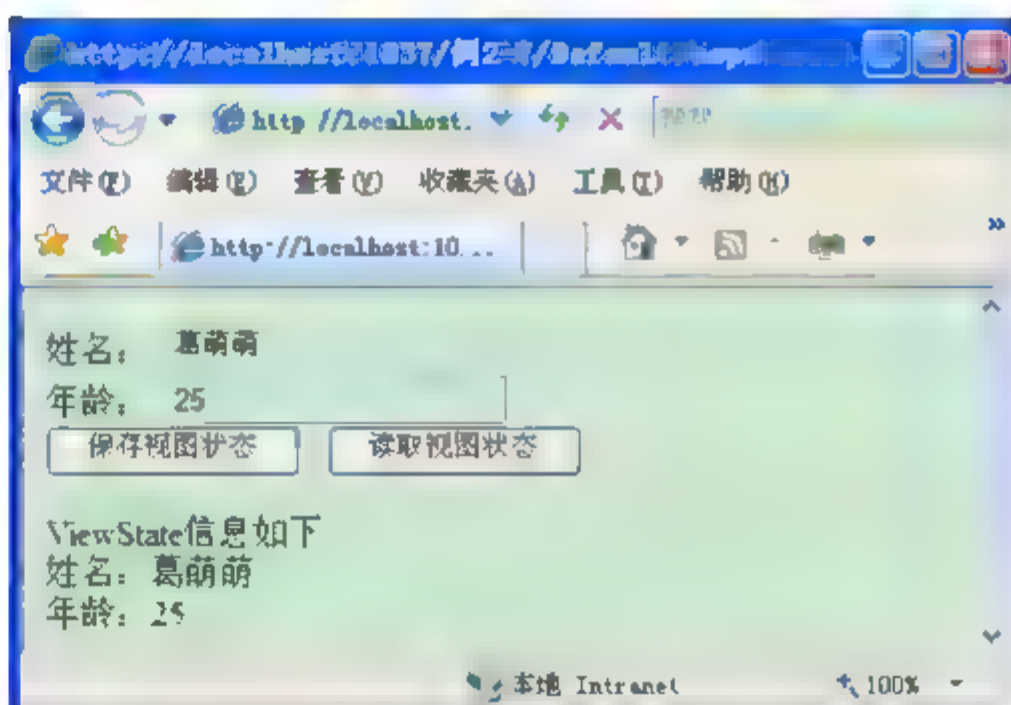 http //localhost.
文件(F) 编辑(E) 查看(V) 收藏夹(A) 工具(T) 帮助(H)
http://localhost:10...
姓名： 葛萌萌
年龄： 25
保存视图状态 读取视图状态
ViewState信息如下
姓名：葛萌萌
年龄：25
本地 Intranet 100%